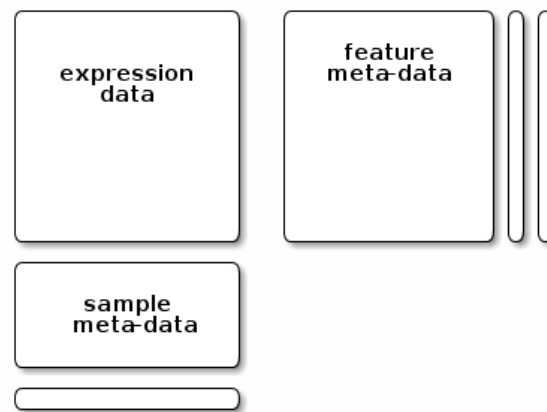 expression
data
feature
meta-data
sample
meta-data